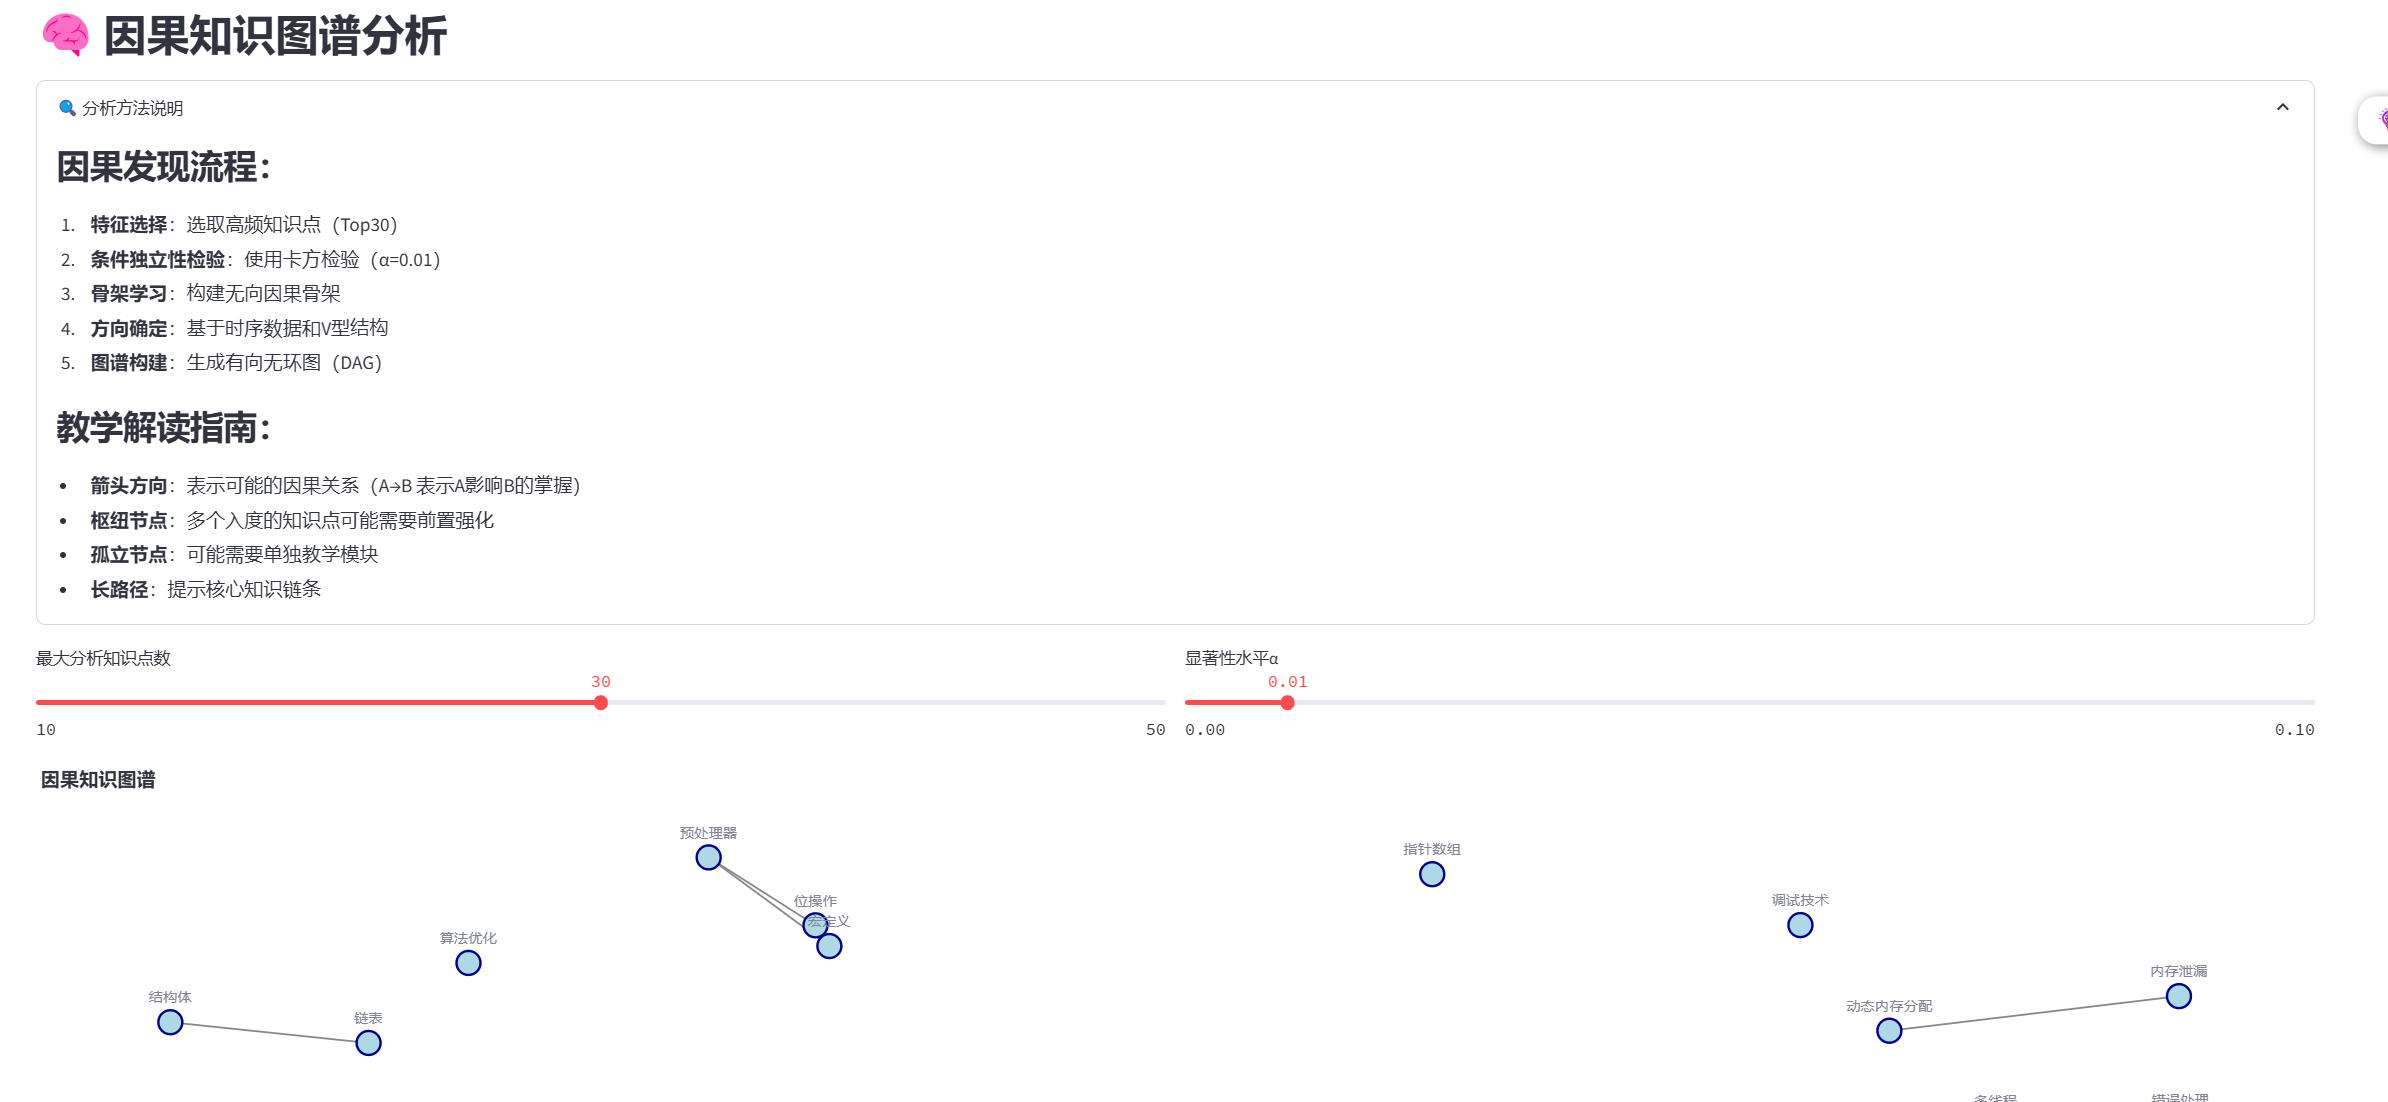 因果知识图谱分析
分析方法说明
因果发现流程：
1. 特征选择：选取高频知识点（Top30）
2. 条件独立性检验：使用卡方检验（α=0.01）
3. 骨架学习：构建无向因果骨架
4. 方向确定：基于时序数据和V型结构
5. 图谱构建：生成有向无环图（DAG）
教学解读指南：
• 箭头方向：表示可能的因果关系（A→B 表示A影响B的掌握）
• 枢纽节点：多个入度的知识点可能需要前置强化
• 孤立节点：可能需要单独教学模块
• 长路径：提示核心知识链条
最大分析知识点数
30
10
50
显著性水平α
0.01
0.00
0.10
因果知识图谱
预处理器
指针数组
位操作
宏定义
调试技术
算法优化
内存泄漏
结构体
动态内存分配
链表
多线程
错误处理